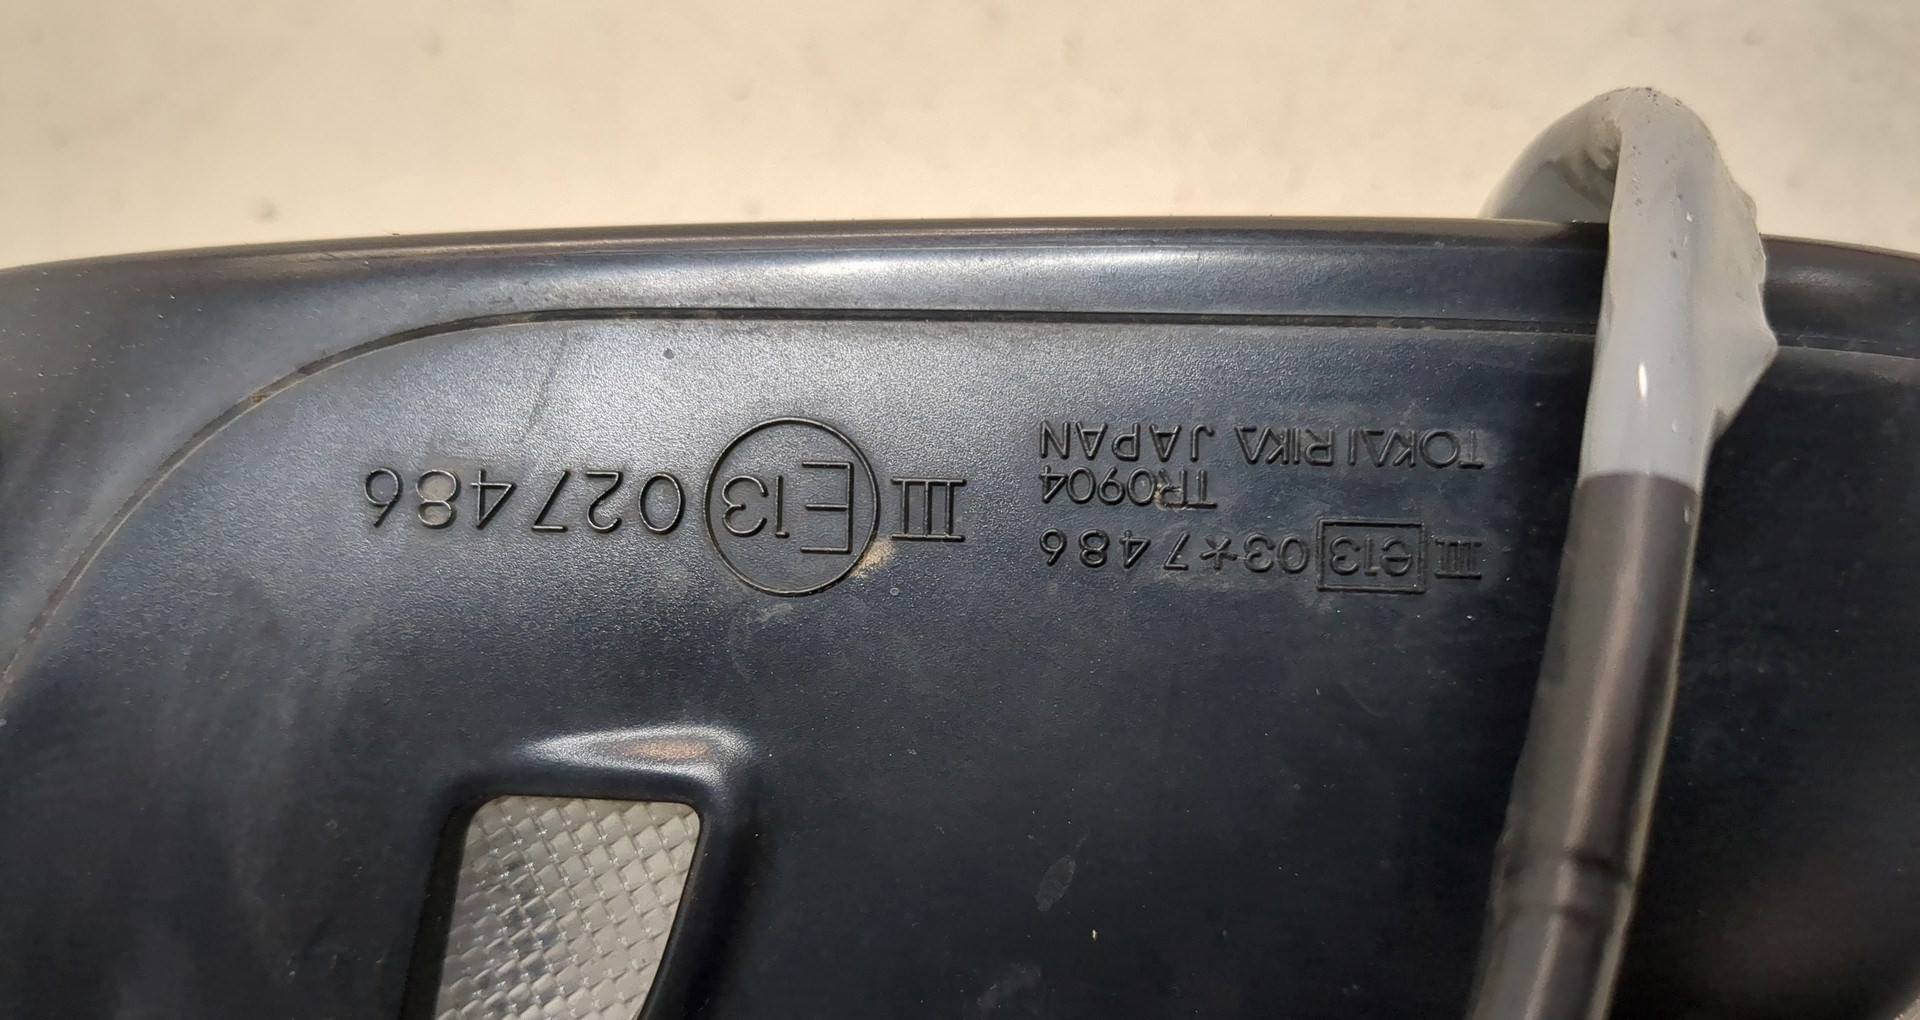 III e13 03*7486
TR0904
TOKAI RIKA JAPAN
III E13 027486